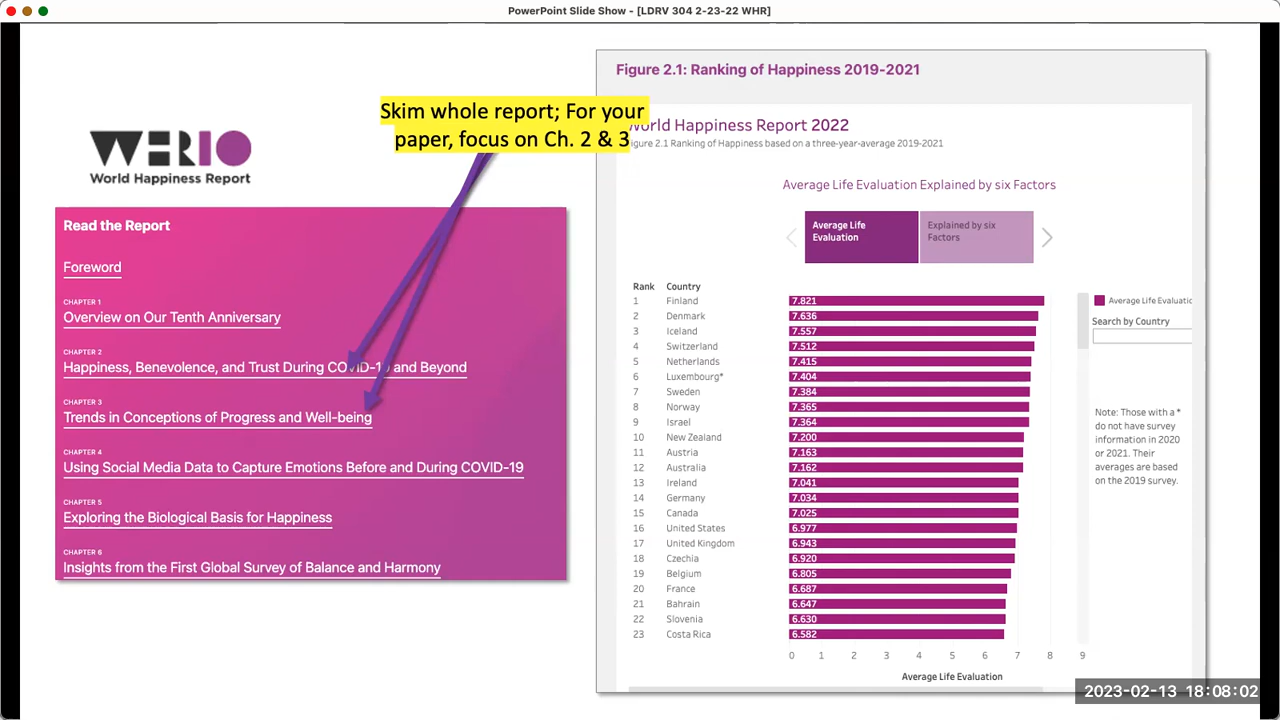 PowerPoint Slide Show - [LDRV 304 2-23-22 WHR]
Skim whole report; For your
paper, focus on Ch. 2 & 3
WHR10
World Happiness Report
Read the Report
Foreword
CHAPTER 1
Overview on Our Tenth Anniversary
CHAPTER 2
Happiness, Benevolence, and Trust During and Beyond
CHAPTER 3
Trends in Conceptions of Progress and Well-being
CHAPTER 4
Using Social Media Data to Capture Emotions Before and During COVID-19
CHAPTER 5
Exploring the Biological Basis for Happiness
CHAPTER 6
Insights from the First Global Survey of Balance and Harmony
Figure 2.1: Ranking of Happiness 2019-2021
World Happiness Report 2022
Figure 2.1 Ranking of Happiness based on a three-year-average 2019-2021
Average Life Evaluation Explained by six Factors
Average Life
Evaluation
Explained by six
Factors
Rank Country
1 Finland 7.821
2 Denmark 7.636
3 Iceland 7.557
4 Switzerland 7.512
5 Netherlands 7.415
6 Luxembourg* 7.404
7 Sweden 7.384
8 Norway 7.365
9 Israel 7.364
10 New Zealand 7.200
11 Austria 7.163
12 Australia 7.162
13 Ireland 7.041
14 Germany 7.034
15 Canada 7.025
16 United States 6.977
17 United Kingdom 6.943
18 Czechia 6.920
19 Belgium 6.805
20 France 6.687
21 Bahrain 6.647
22 Slovenia 6.630
23 Costa Rica 6.582
0 1 2 3 4 5 6 7 8 9
Average Life Evaluation
Average Life Evaluatio
Search by Country
Note: Those with a *
do not have survey
information in 2020
or 2021. Their
averages are based
on the 2019 survey.
2023-02-13 18:08:02